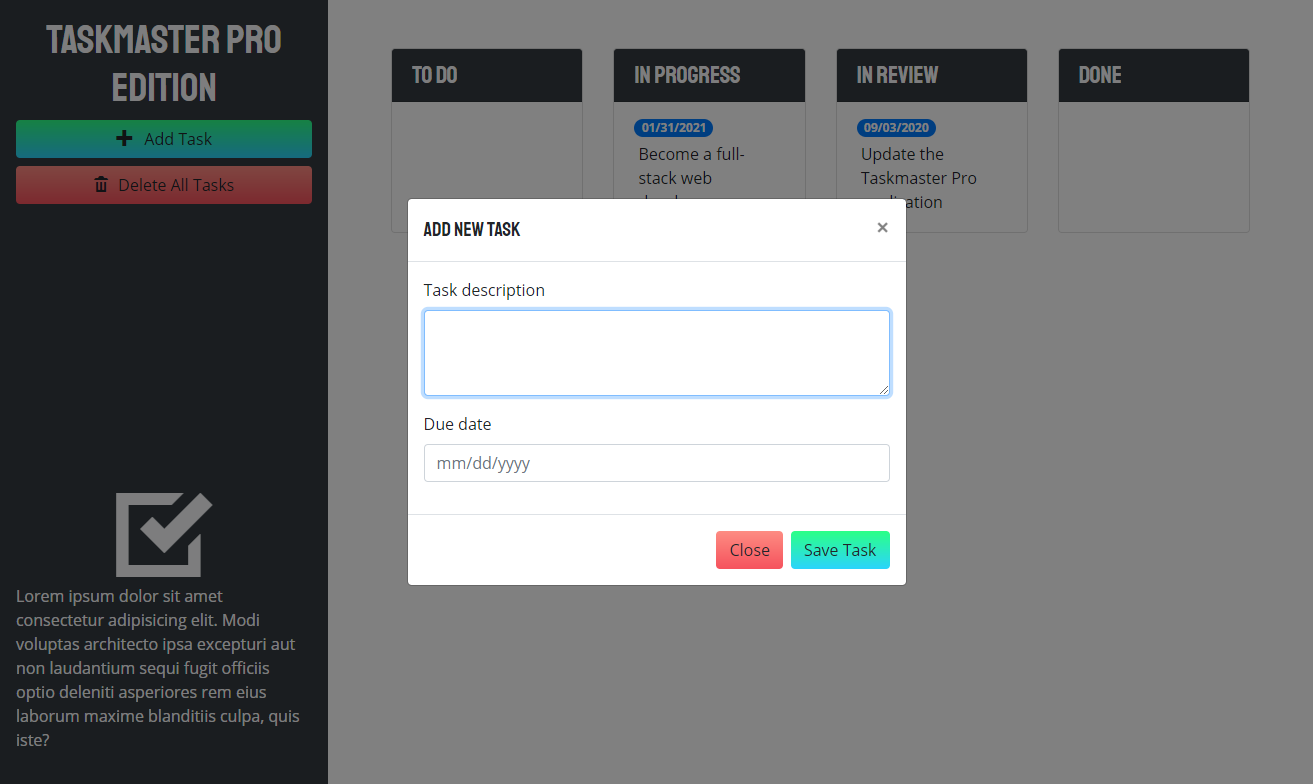 TASKMASTER PRO
EDITION
Add Task
Delete All Tasks
Lorem ipsum dolor sit amet
consectetur adipisicing elit. Modi
voluptas architecto ipsa excepturi aut
non laudantium sequi fugit officiis
optio deleniti asperiores rem eius
laborum maxime blanditiis culpa, quis
iste?
TO DO
IN PROGRESS
01/31/2021
Become a full-
stack web
IN REVIEW
09/03/2020
Update the
Taskmaster Pro
DONE
ADD NEW TASK
×
Task description
Due date
mm/dd/yyyy
Close
Save Task